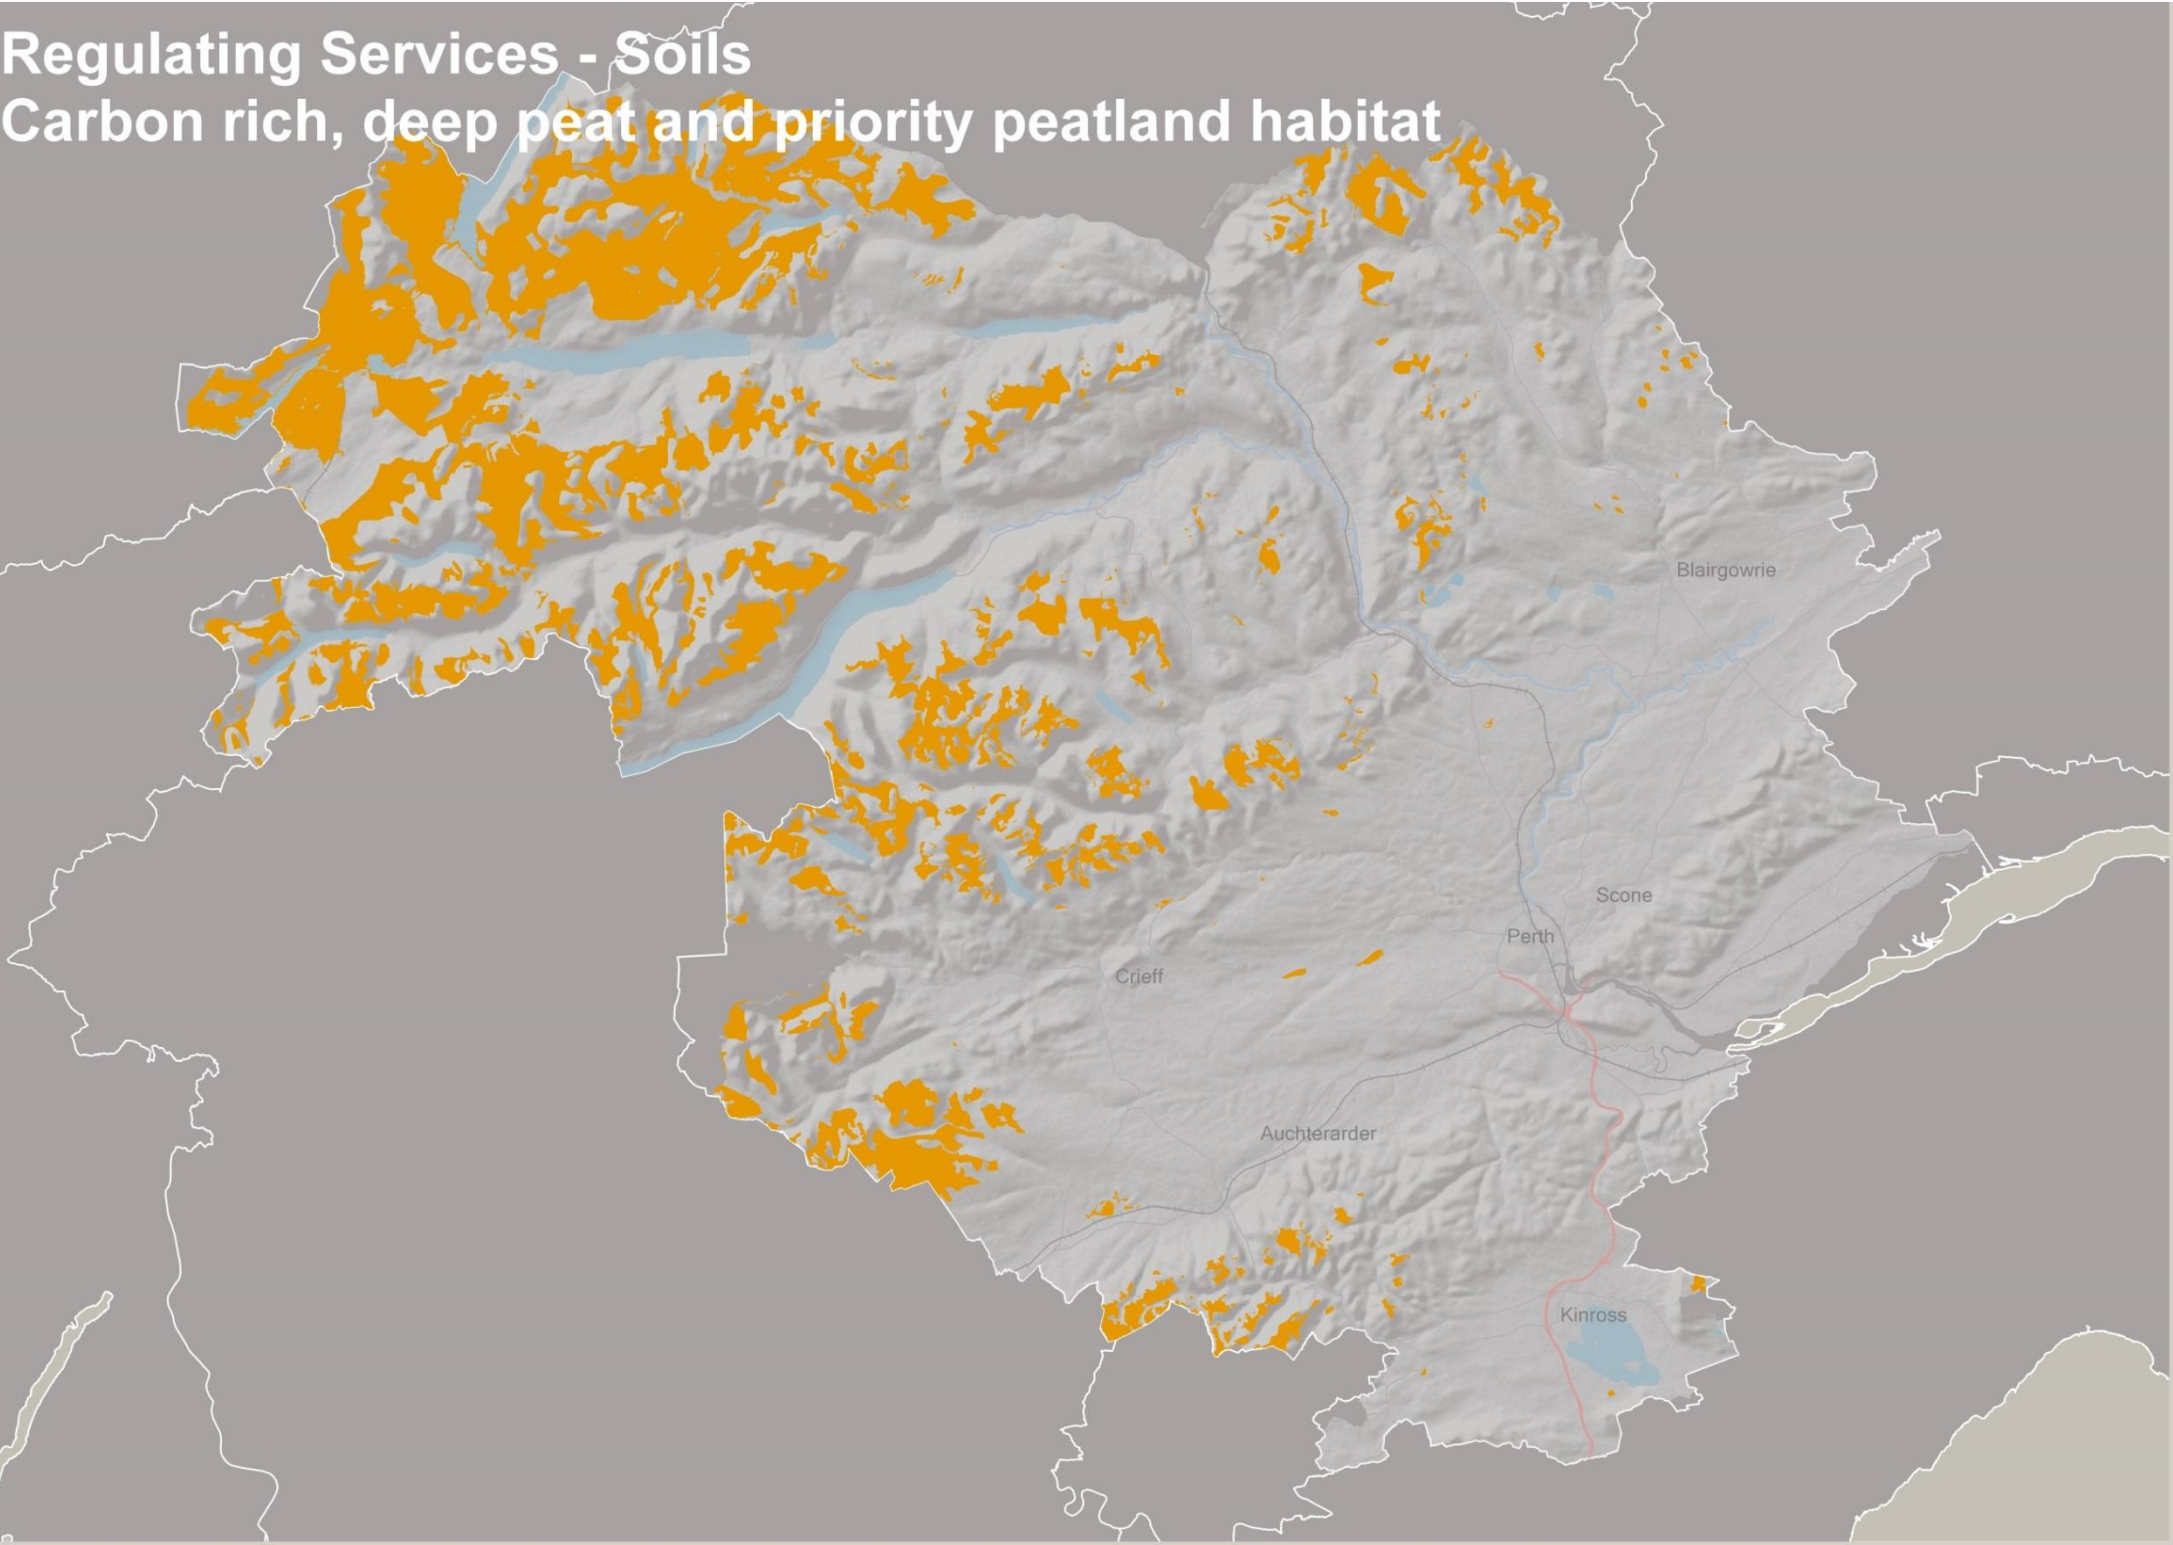 Regulating Services - Soils
Carbon rich, deep peat and priority peatland habitat
Blairgowrie
Scone
Perth
Crieff
Auchterarder
Kinross